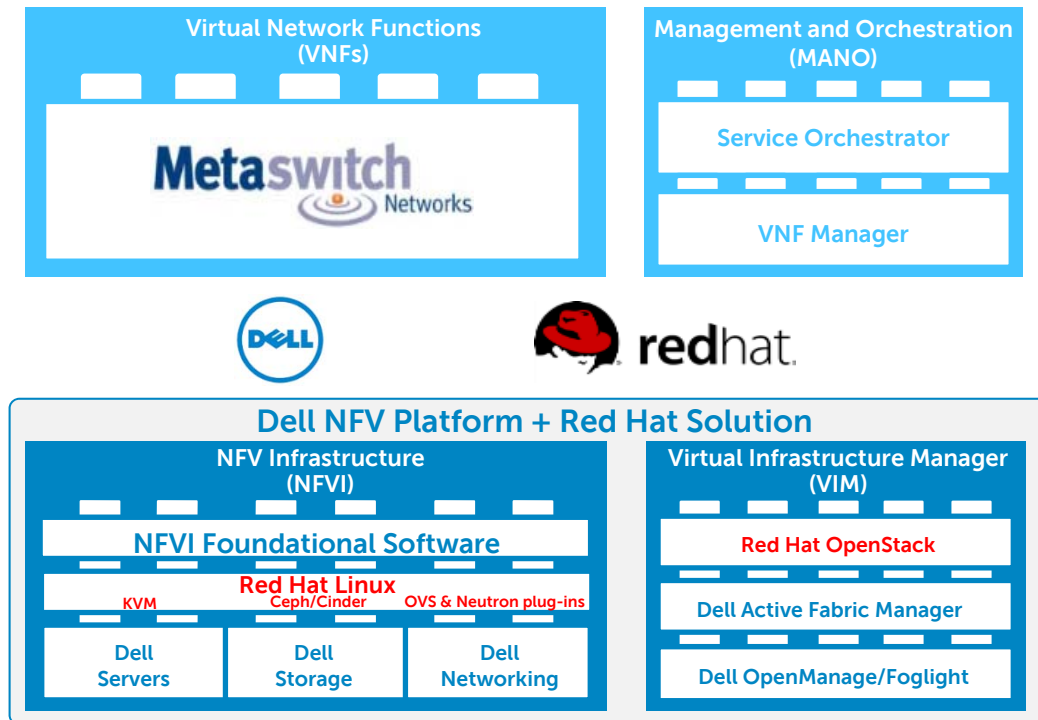 Virtual Network Functions
(VNFs)
Metaswitch
Networks
Management and Orchestration
(MANO)
Service Orchestrator
VNF Manager
DELL
redhat.
Dell NFV Platform + Red Hat Solution
NFV Infrastructure
(NFVI)
NFVI Foundational Software
Red Hat Linux
KVM
Ceph/Cinder
OVS & Neutron plug-ins
Dell
Servers
Dell
Storage
Dell
Networking
Virtual Infrastructure Manager
(VIM)
Red Hat OpenStack
Dell Active Fabric Manager
Dell OpenManage/Foglight